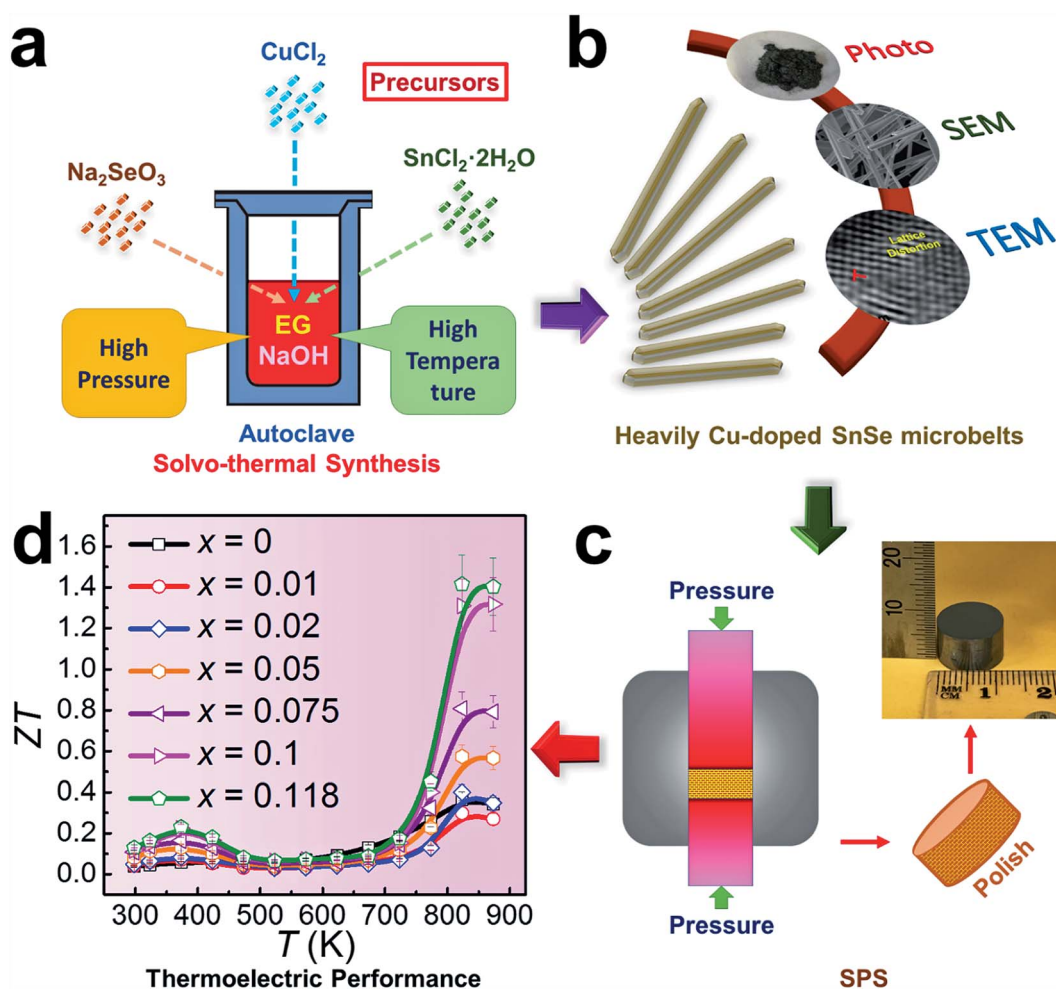 a
CuCl2
Precursors
Na2SeO3
SnCl2·2H2O
High
Pressure
EG
NaOH
High
Tempera
ture
Autoclave
Solvo-thermal Synthesis
b
Photo
SEM
TEM
Lattice
Distortion
Heavily Cu-doped SnSe microbelts
c
Pressure
Pressure
20
10
MM
CM
1
2
Polish
SPS
d
ZT
1.6
1.4
1.2
1.0
0.8
0.6
0.4
0.2
0.0
x = 0
x = 0.01
x = 0.02
x = 0.05
x = 0.075
x = 0.1
x = 0.118
300 400 500 600 700 800 900
T (K)
Thermoelectric Performance